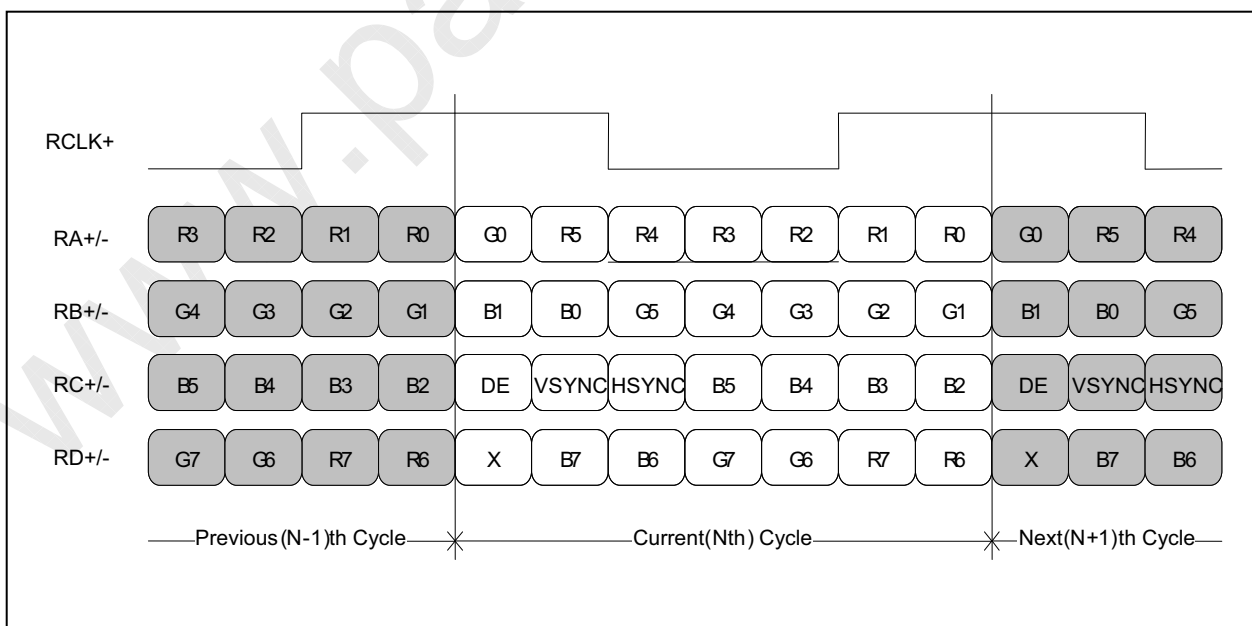 www.pa
RCLK+
RA+/- R3 R2 R1 R0 G0 R5 R4 R3 R2 R1 R0 G0 R5 R4
RB+/- G4 G3 G2 G1 B1 B0 G5 G4 G3 G2 G1 B1 B0 G5
RC+/- B5 B4 B3 B2 DE VSYNC HSYNC B5 B4 B3 B2 DE VSYNC HSYNC
RD+/- G7 G6 R7 R6 X B7 B6 G7 G6 R7 R6 X B7 B6
Previous(N-1)th Cycle Current(Nth) Cycle Next(N+1)th Cycle